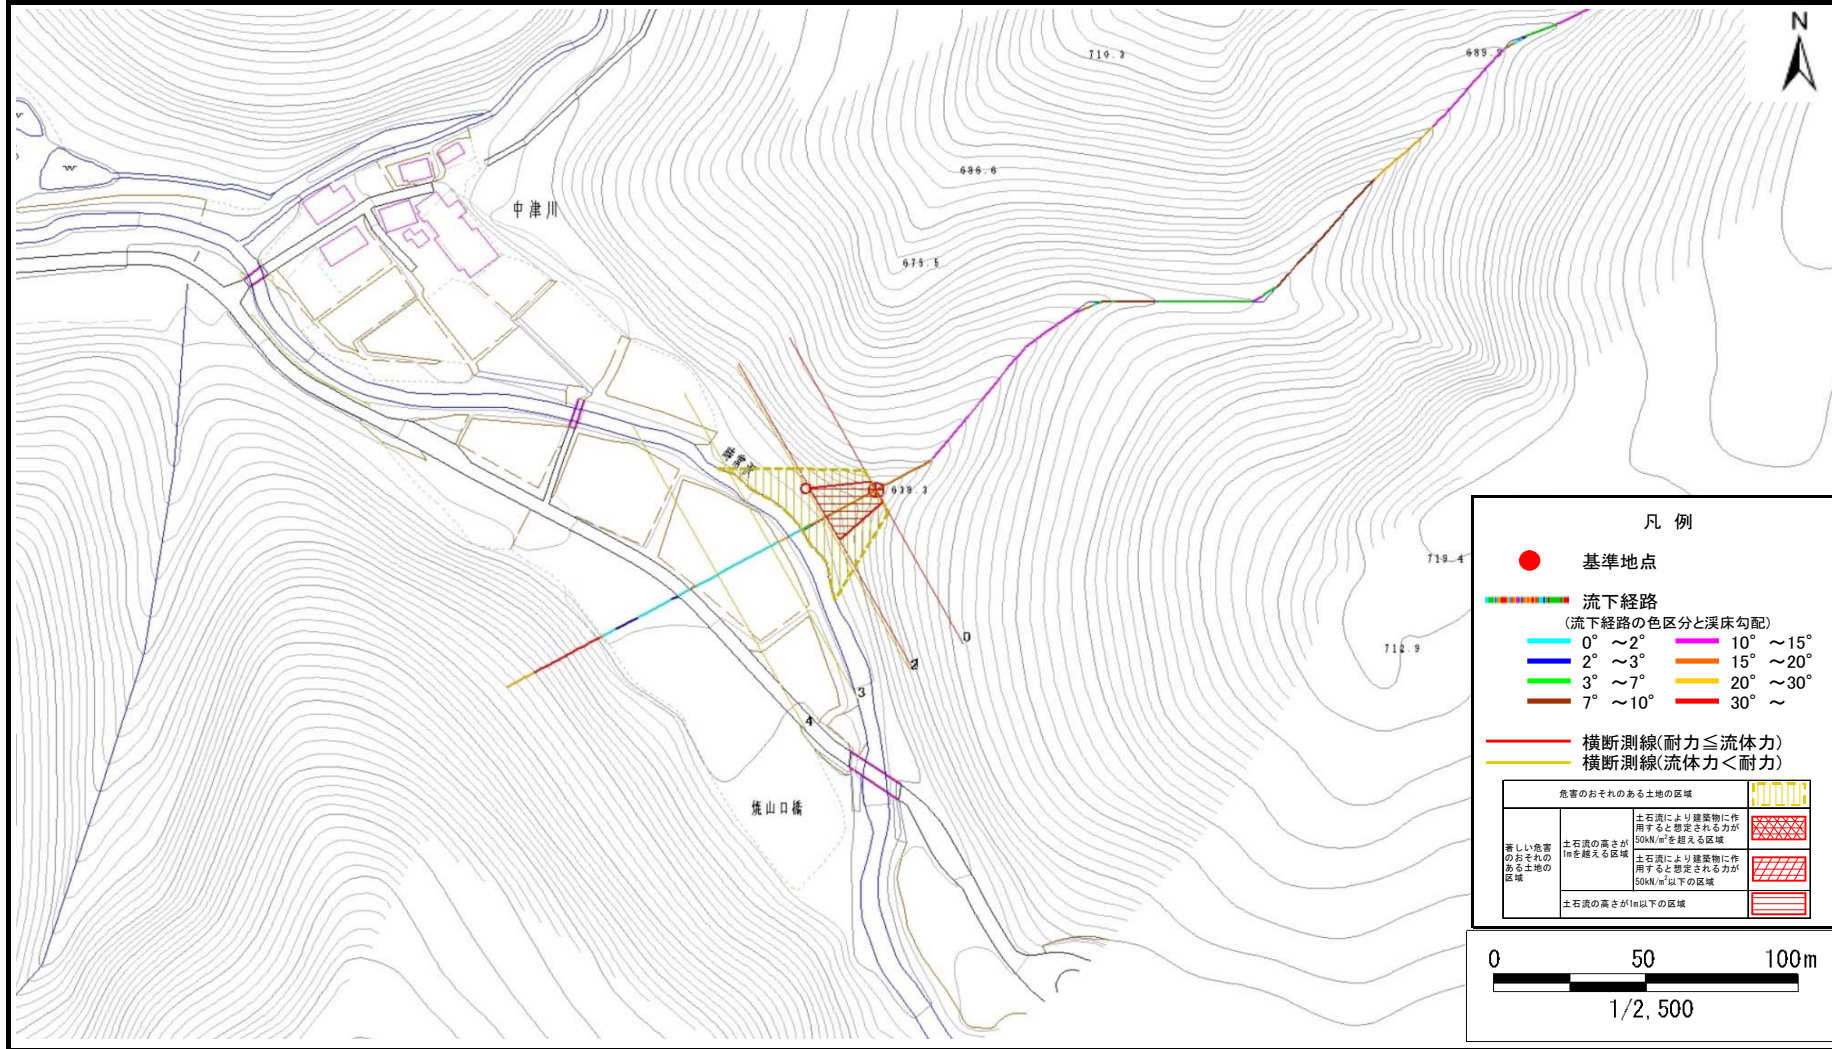 N
710.3
689.9
686.6
中津川
675.5
638.3
719.4
712.9
0
2
3
4
焼山口橋
凡 例
基準地点
流下経路
(流下経路の色区分と渓床勾配)
0° ～2° 10° ～15°
2° ～3° 15° ～20°
3° ～7° 20° ～30°
7° ～10° 30° ～
横断測線(耐力≦流体力)
横断測線(流体力＜耐力)
危害のおそれのある土地の区域
著しい危害
のおそれの
ある土地の
区域
土石流の高さが
1mを越える区域
土石流により建築物に作
用すると想定される力が
50kN/m²を超える区域
土石流により建築物に作
用すると想定される力が
50kN/m²以下の区域
土石流の高さが1m以下の区域
0 50 100m
1/2,500